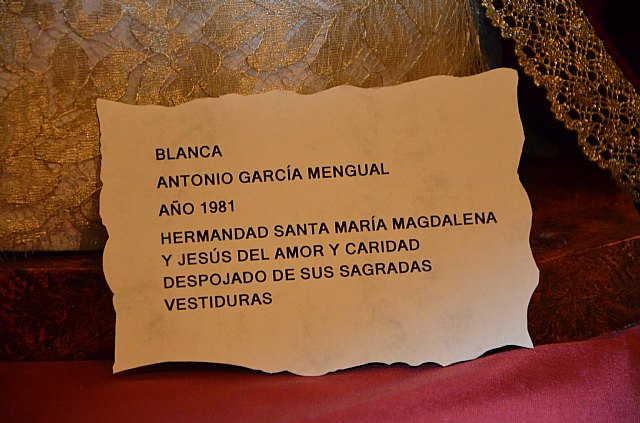 BLANCA
ANTONIO GARCÍA MENGUAL
AÑO 1981
HERMANDAD SANTA MARÍA MAGDALENA
Y JESÚS DEL AMOR Y CARIDAD
DESPOJADO DE SUS SAGRADAS
VESTIDURAS